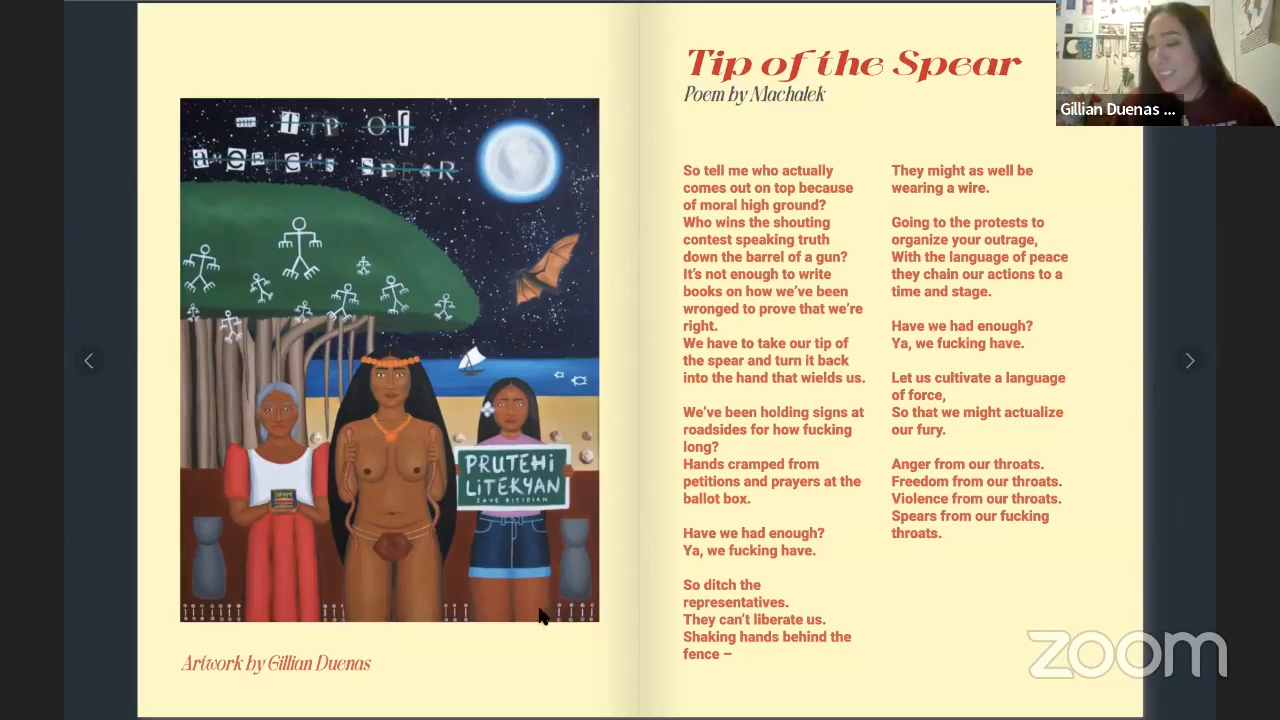 TIP OF
AMERICA'S SPEAR
SPAM
PRUTEHI
LITEKYAN
SAVE RITIDIAN
Artwork by Gillian Duenas
Tip of the Spear
Poem by Machalek
So tell me who actually
comes out on top because
of moral high ground?
Who wins the shouting
contest speaking truth
down the barrel of a gun?
It's not enough to write
books on how we've been
wronged to prove that we're
right.
We have to take our tip of
the spear and turn it back
into the hand that wields us.
We've been holding signs at
roadsides for how fucking
long?
Hands cramped from
petitions and prayers at the
ballot box.
Have we had enough?
Ya, we fucking have.
So ditch the
representatives.
They can't liberate us.
Shaking hands behind the
fence –
They might as well be
wearing a wire.
Going to the protests to
organize your outrage,
With the language of peace
they chain our actions to a
time and stage.
Have we had enough?
Ya, we fucking have.
Let us cultivate a language
of force,
So that we might actualize
our fury.
Anger from our throats.
Freedom from our throats.
Violence from our throats.
Spears from our fucking
throats.
Gillian Duenas ...
zoom